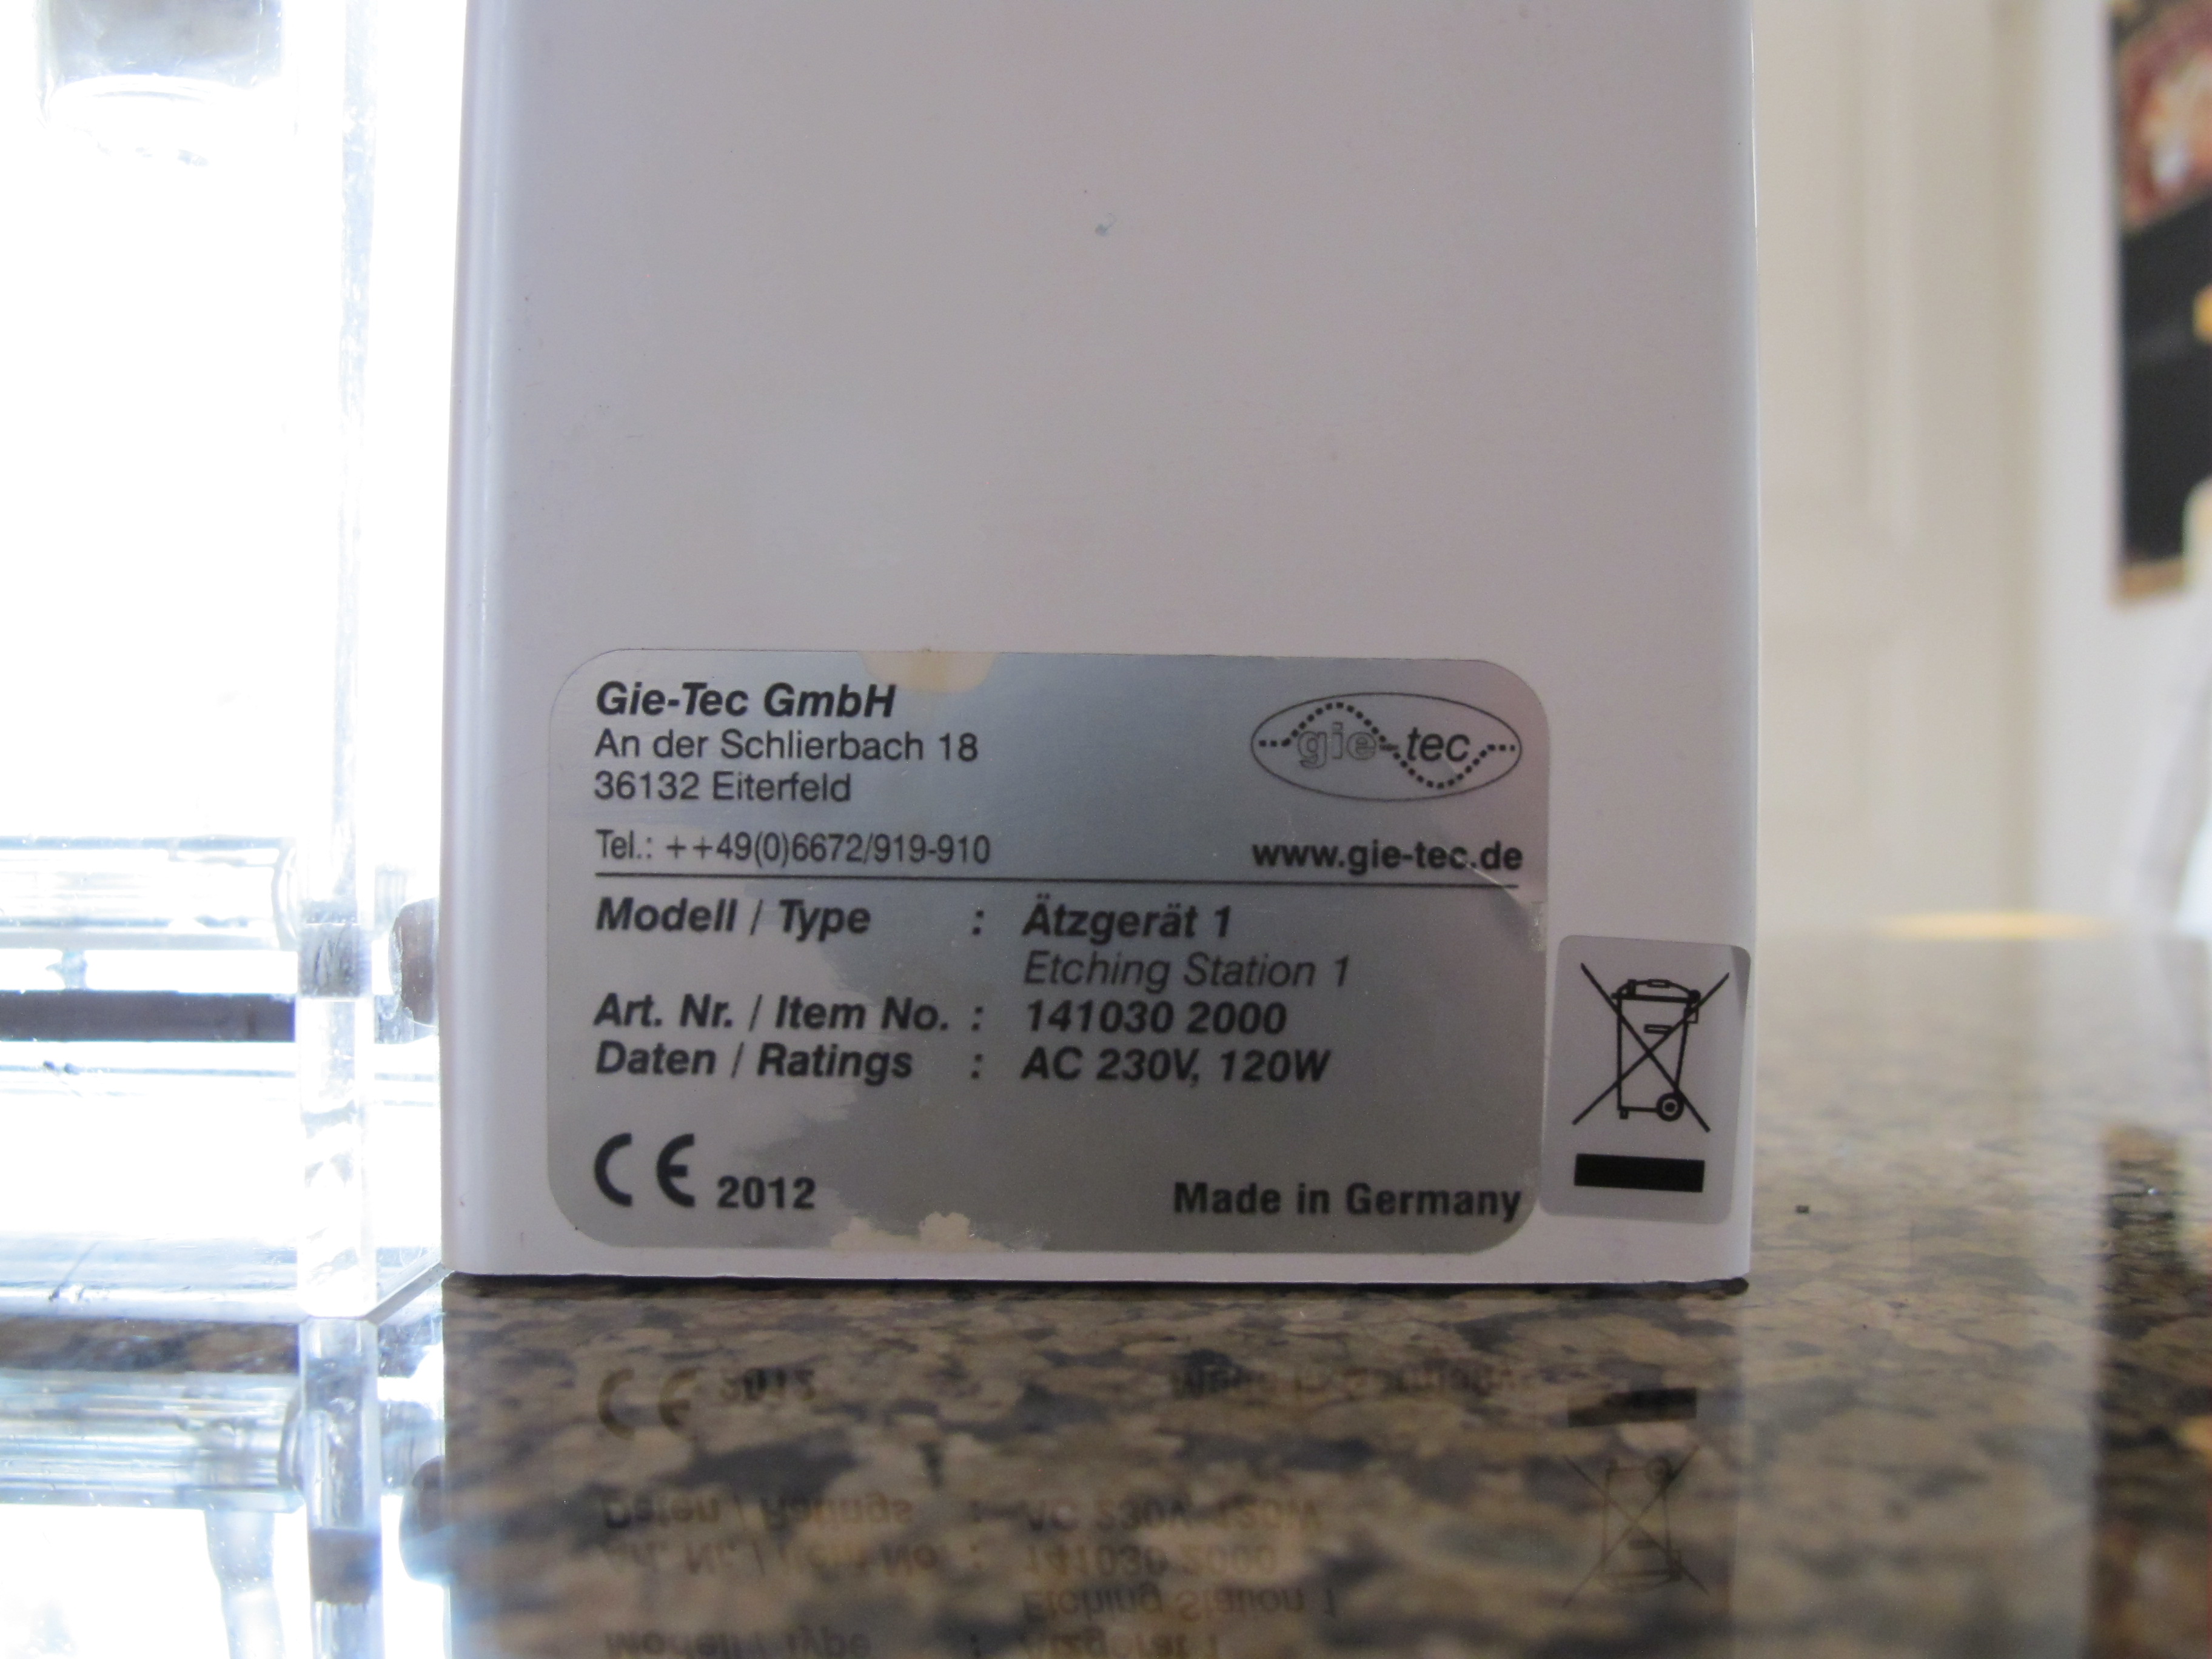 Gie-Tec GmbH
An der Schlierbach 18
36132 Eiterfeld
gie-tec
Tel.: ++49(0)6672/919-910
www.gie-tec.de
Modell / Type : Ätzgerät 1
Etching Station 1
Art. Nr. / Item No. : 141030 2000
Daten / Ratings : AC 230V, 120W
CE 2012
Made in Germany